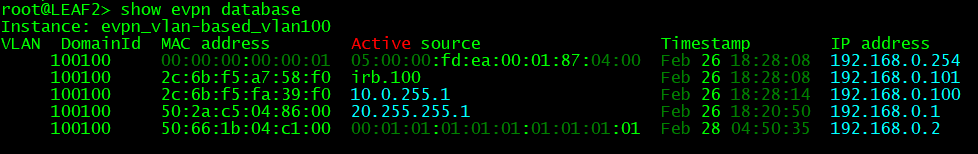 root@LEAF2> show evpn database
Instance: evpn_vlan-based_vlan100
VLAN DomainId MAC address Active source Timestamp IP address
100100 00:00:00:00:00:01 05:00:00:fd:ea:00:01:87:04:00 Feb 26 18:28:08 192.168.0.254
100100 2c:6b:f5:a7:58:f0 irb.100 Feb 26 18:28:08 192.168.0.101
100100 2c:6b:f5:fa:39:f0 10.0.255.1 Feb 26 18:28:14 192.168.0.100
100100 50:2a:c5:04:86:00 20.255.255.1 Feb 26 18:20:50 192.168.0.1
100100 50:66:1b:04:c1:00 00:01:01:01:01:01:01:01:01:01 Feb 28 04:50:35 192.168.0.2